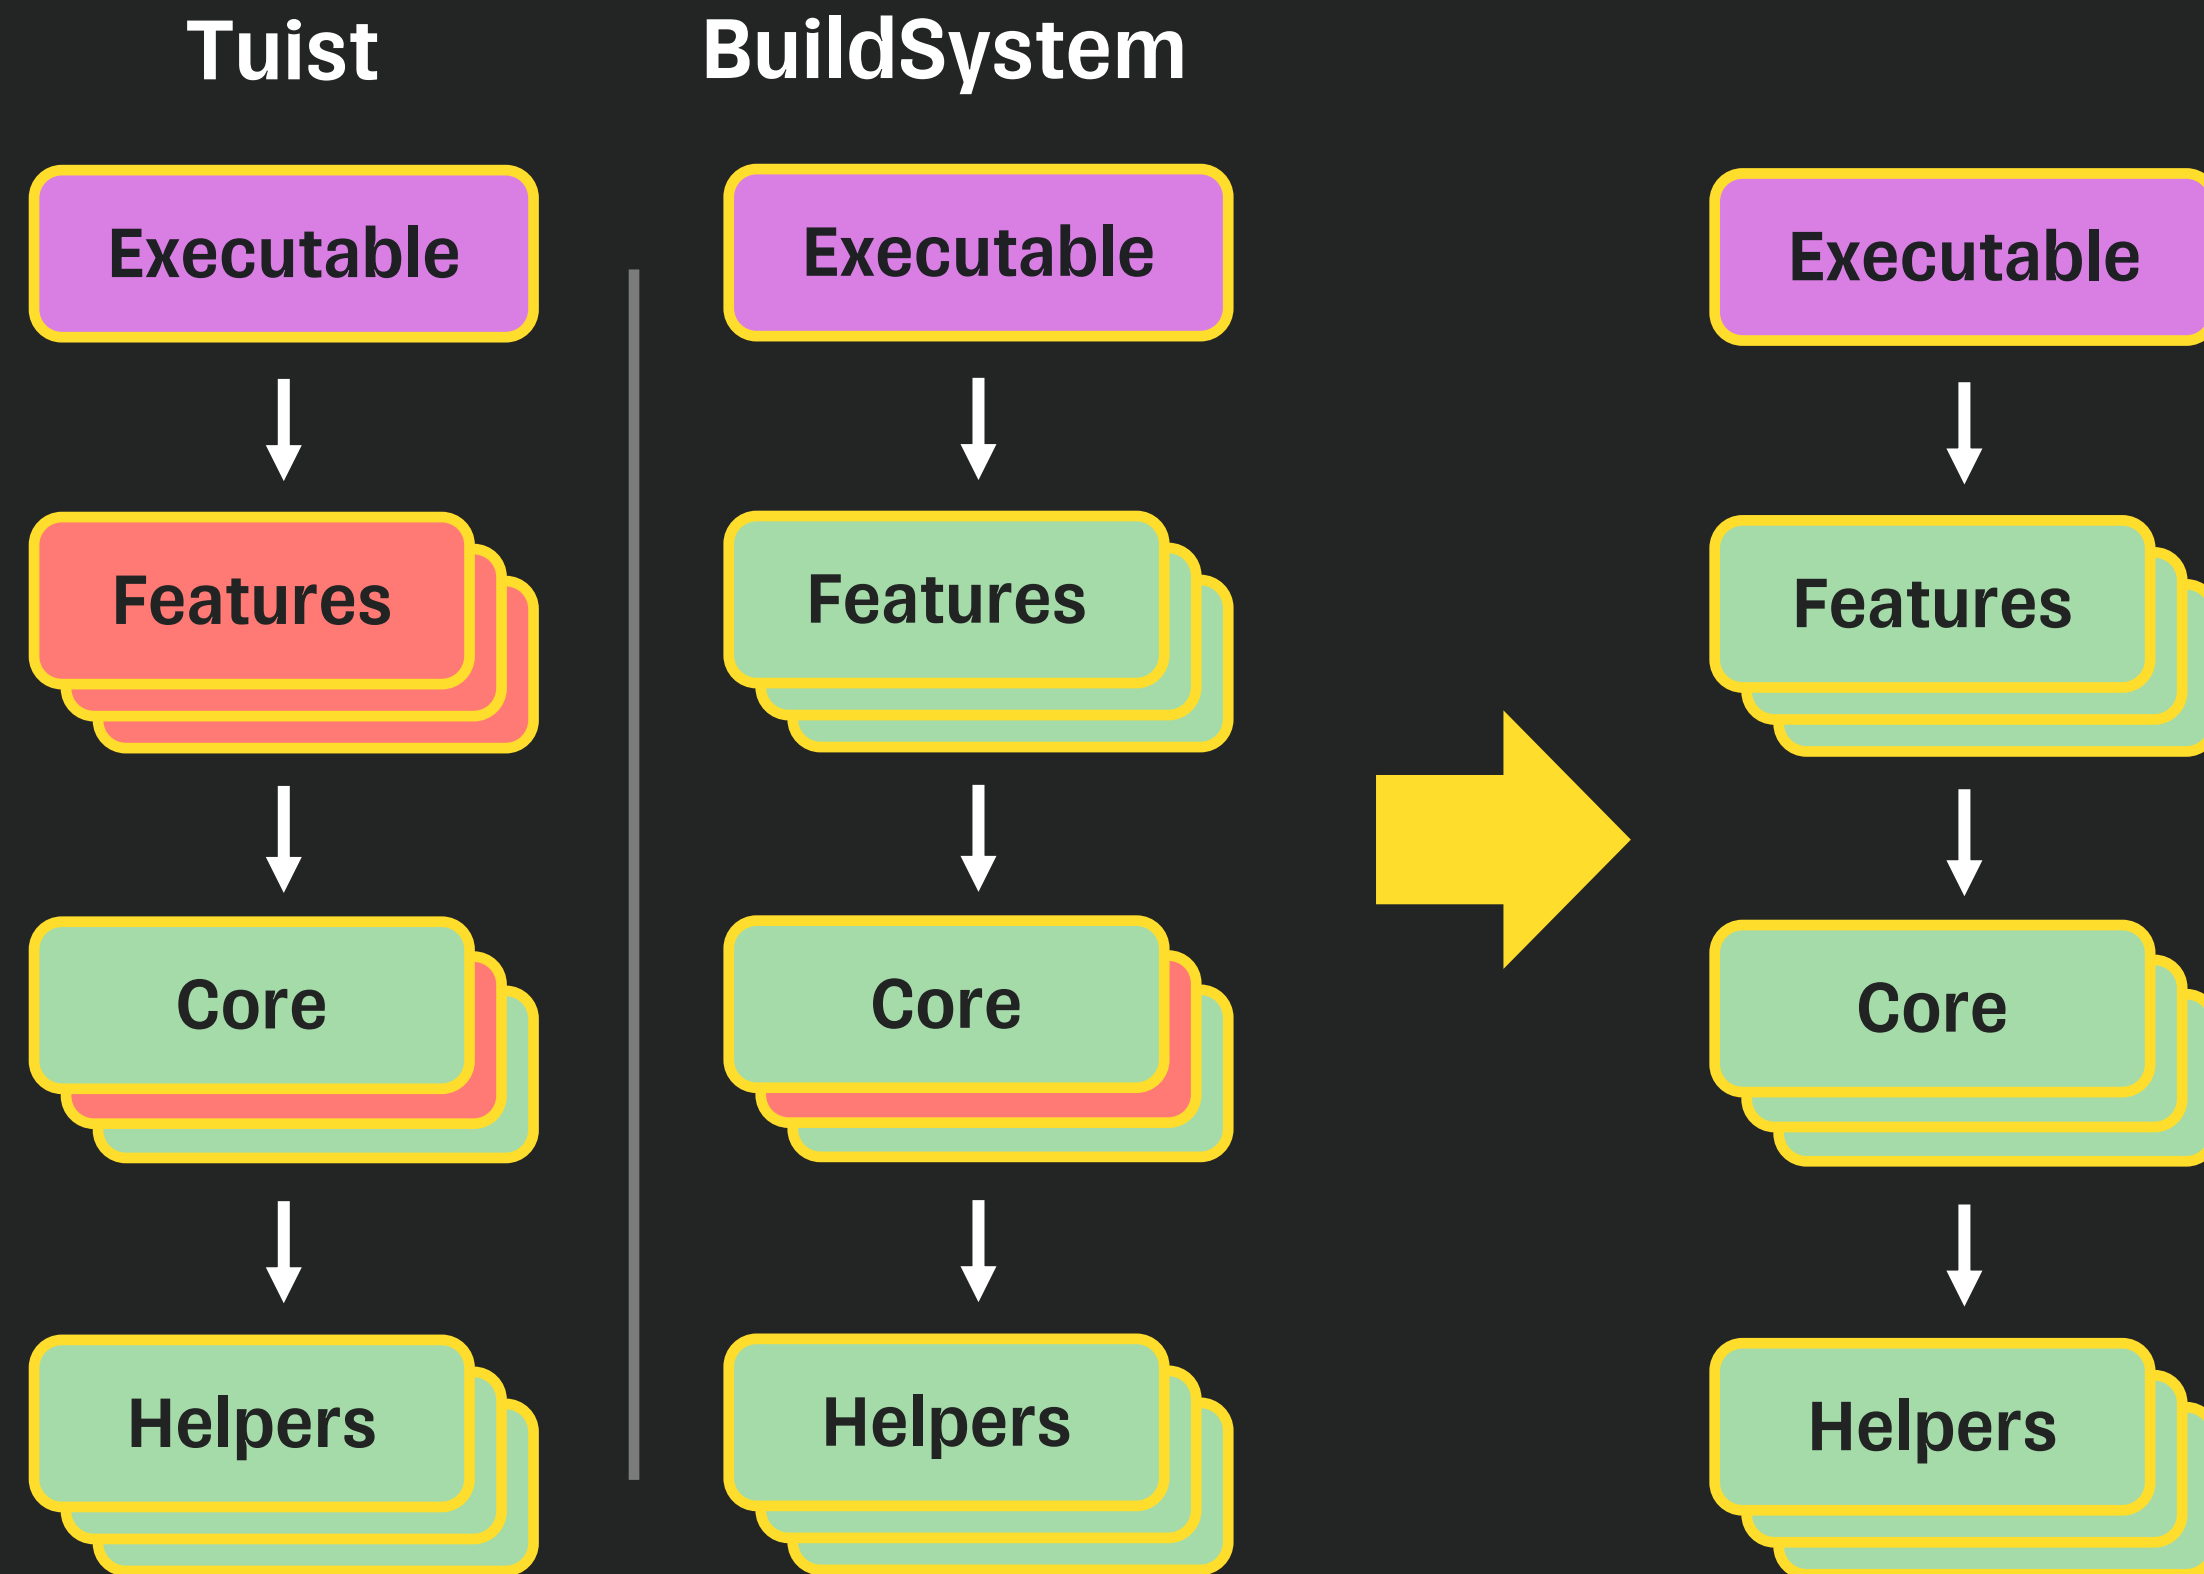 Tuist
BuildSystem
Executable
Executable
Executable
Features
Features
Features
Core
Core
Core
Helpers
Helpers
Helpers